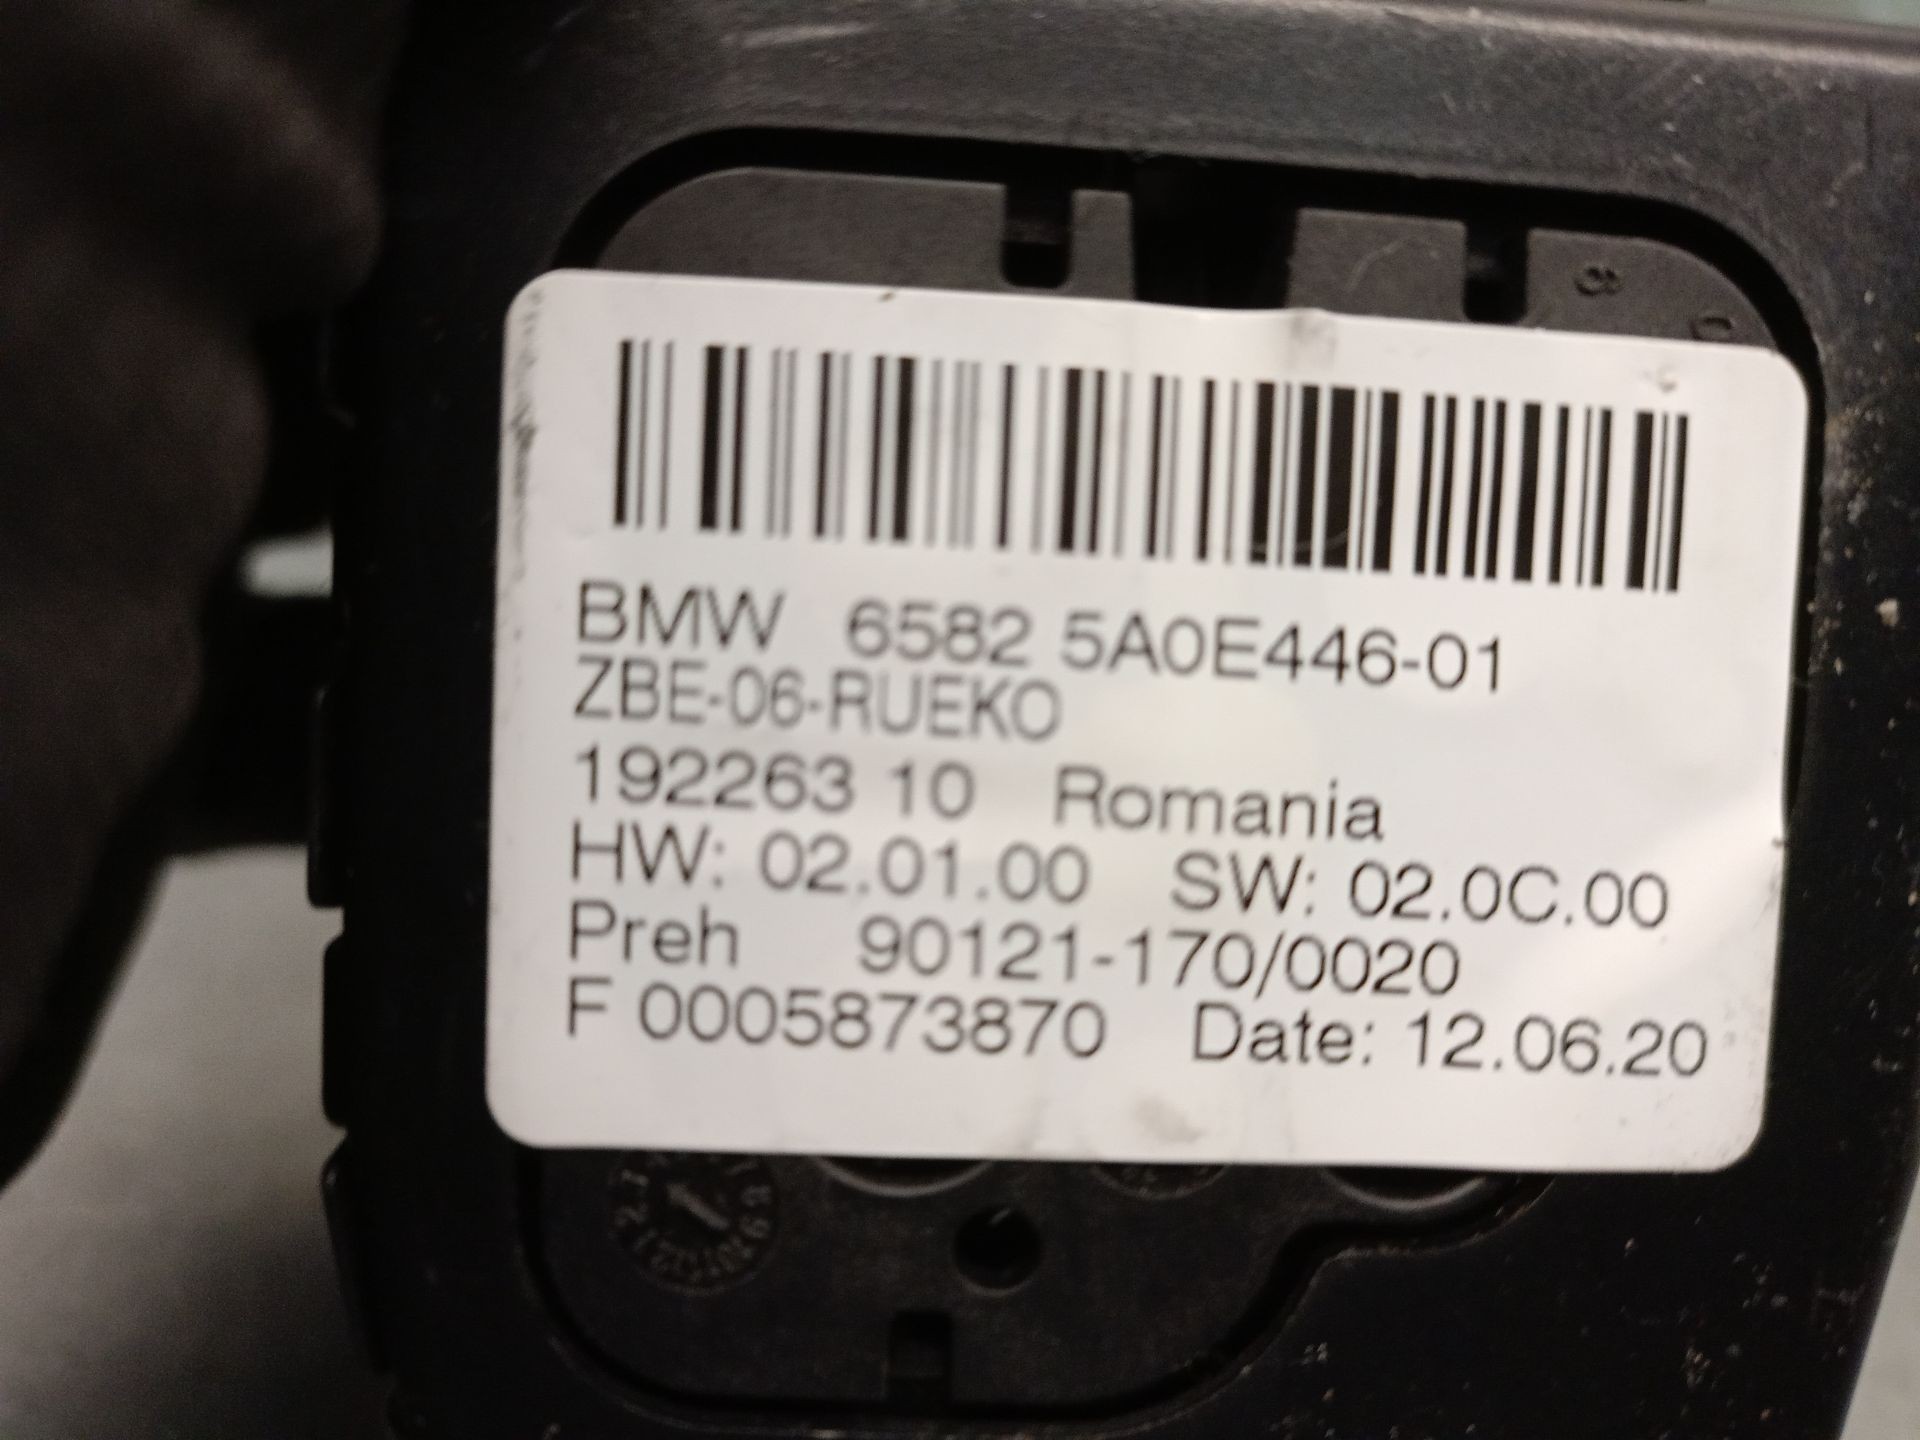 BMW 6582 5A0E446-01
ZBE-06-RUEKO
192263 10 Romania
HW: 02.01.00 SW: 02.0C.00
Preh 90121-170/0020
F 0005873870 Date: 12.06.20